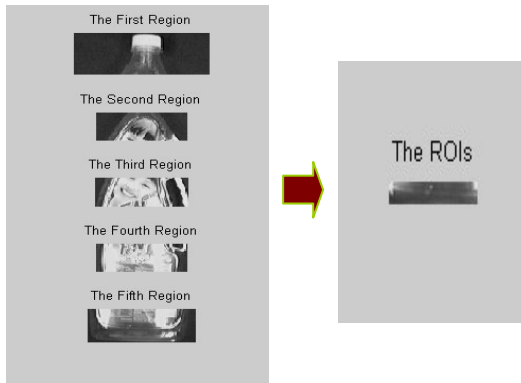 The First Region
The Second Region
The Third Region
The Fourth Region
The Fifth Region
The ROIs